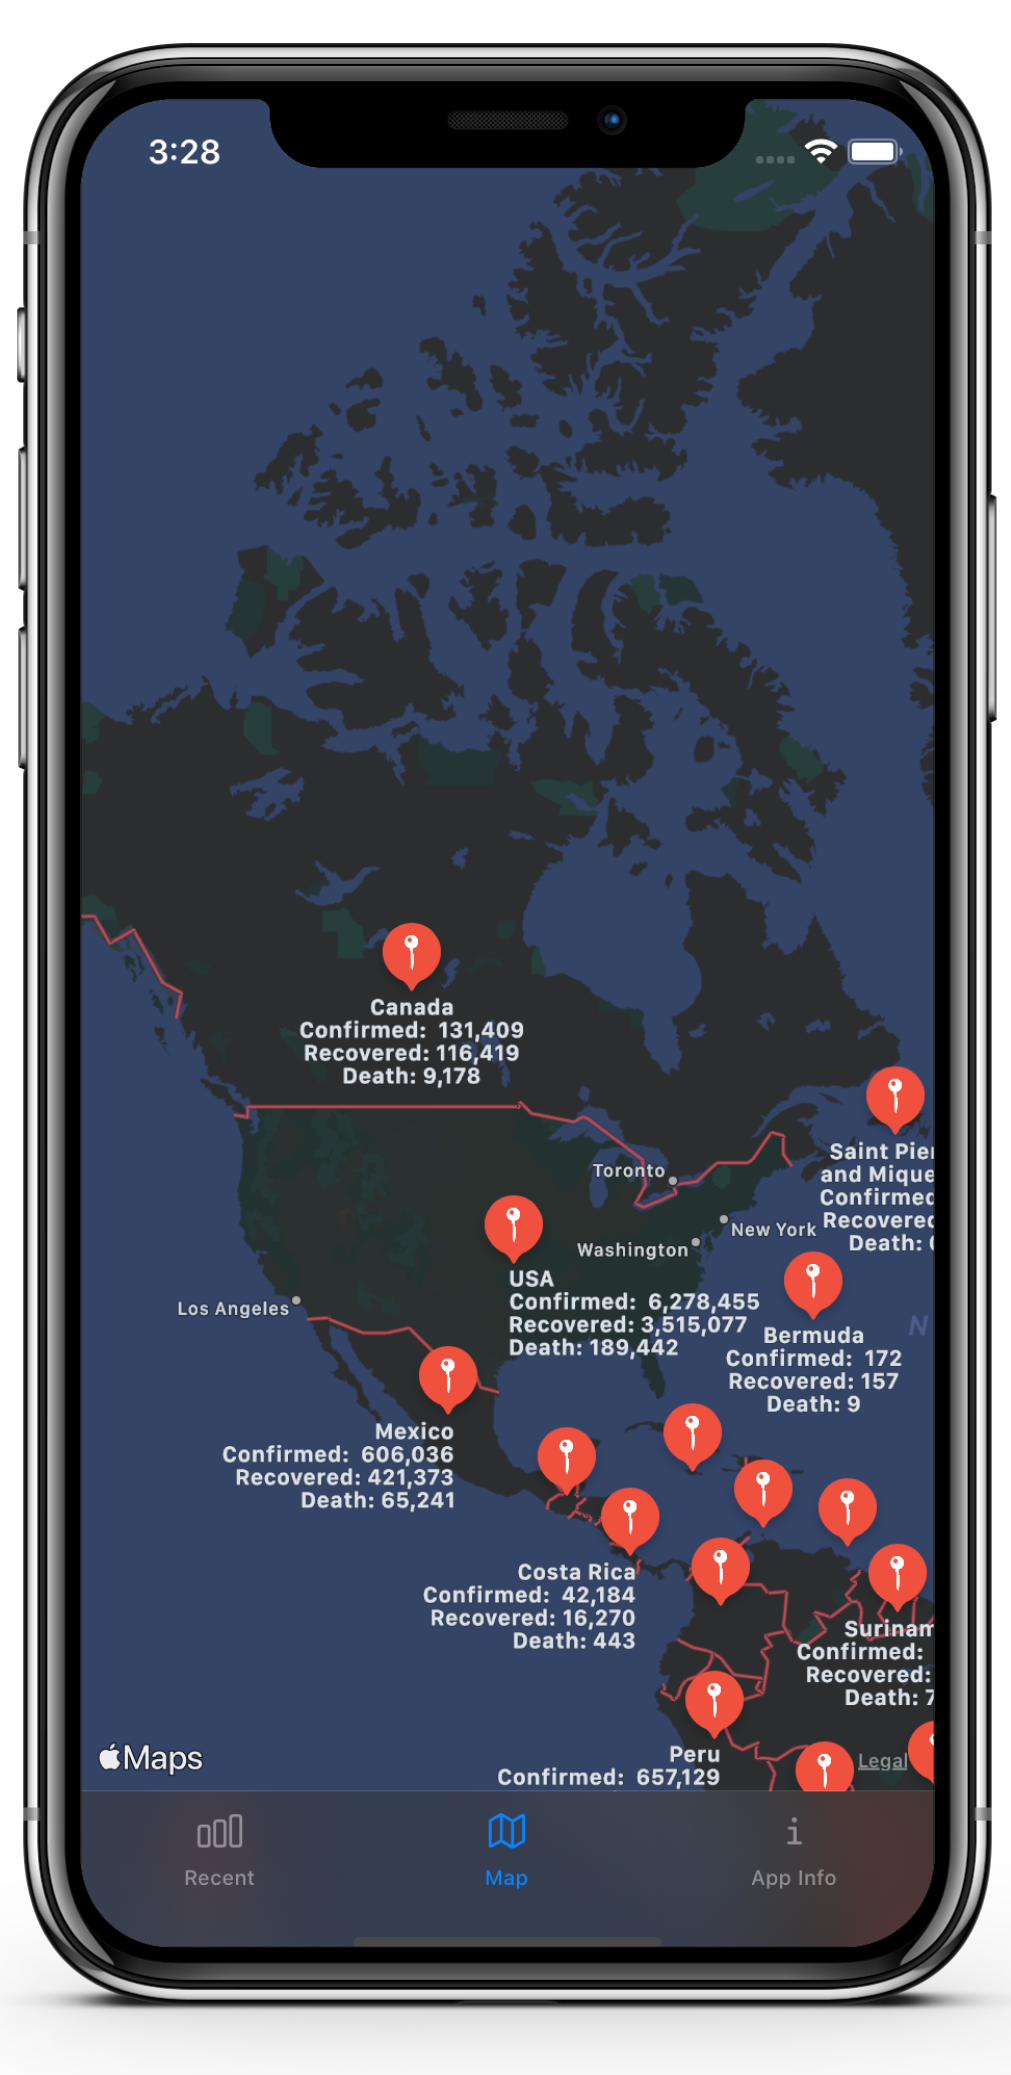 3:28
Canada
Confirmed: 131,409
Recovered: 116,419
Death: 9,178
Toronto
Saint Pier
and Mique
Confirmed
Recovered
Death: 0
New York
Washington
USA
Confirmed: 6,278,455
Recovered: 3,515,077
Death: 189,442
Los Angeles
N
Bermuda
Confirmed: 172
Recovered: 157
Death: 9
Mexico
Confirmed: 606,036
Recovered: 421,373
Death: 65,241
Costa Rica
Confirmed: 42,184
Recovered: 16,270
Death: 443
Surinam
Confirmed:
Recovered:
Death: 7
Peru
Confirmed: 657,129
Maps
Legal
Recent
Map
App Info